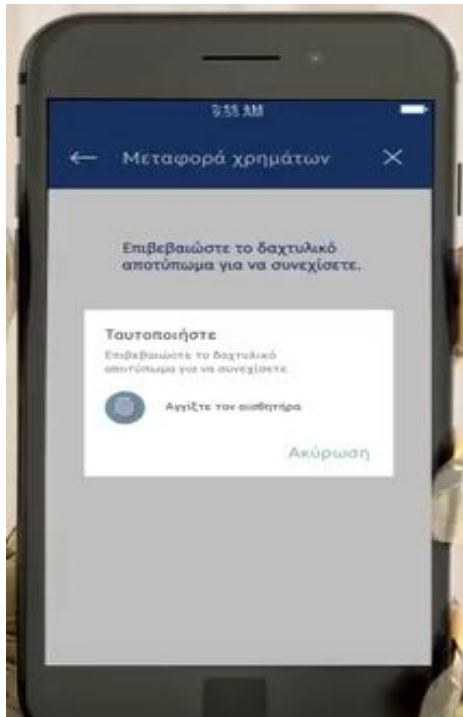 9:55 AM
Μεταφορά χρημάτων
Επιβεβαιώστε το δαχτυλικό
αποτύπωμα για να συνεχίσετε.
Ταυτοποιήστε
Επιβεβαιώστε το δαχτυλικό
αποτύπωμα για να συνεχίσετε
Αγγίξτε τον αισθητήρα
Ακύρωση